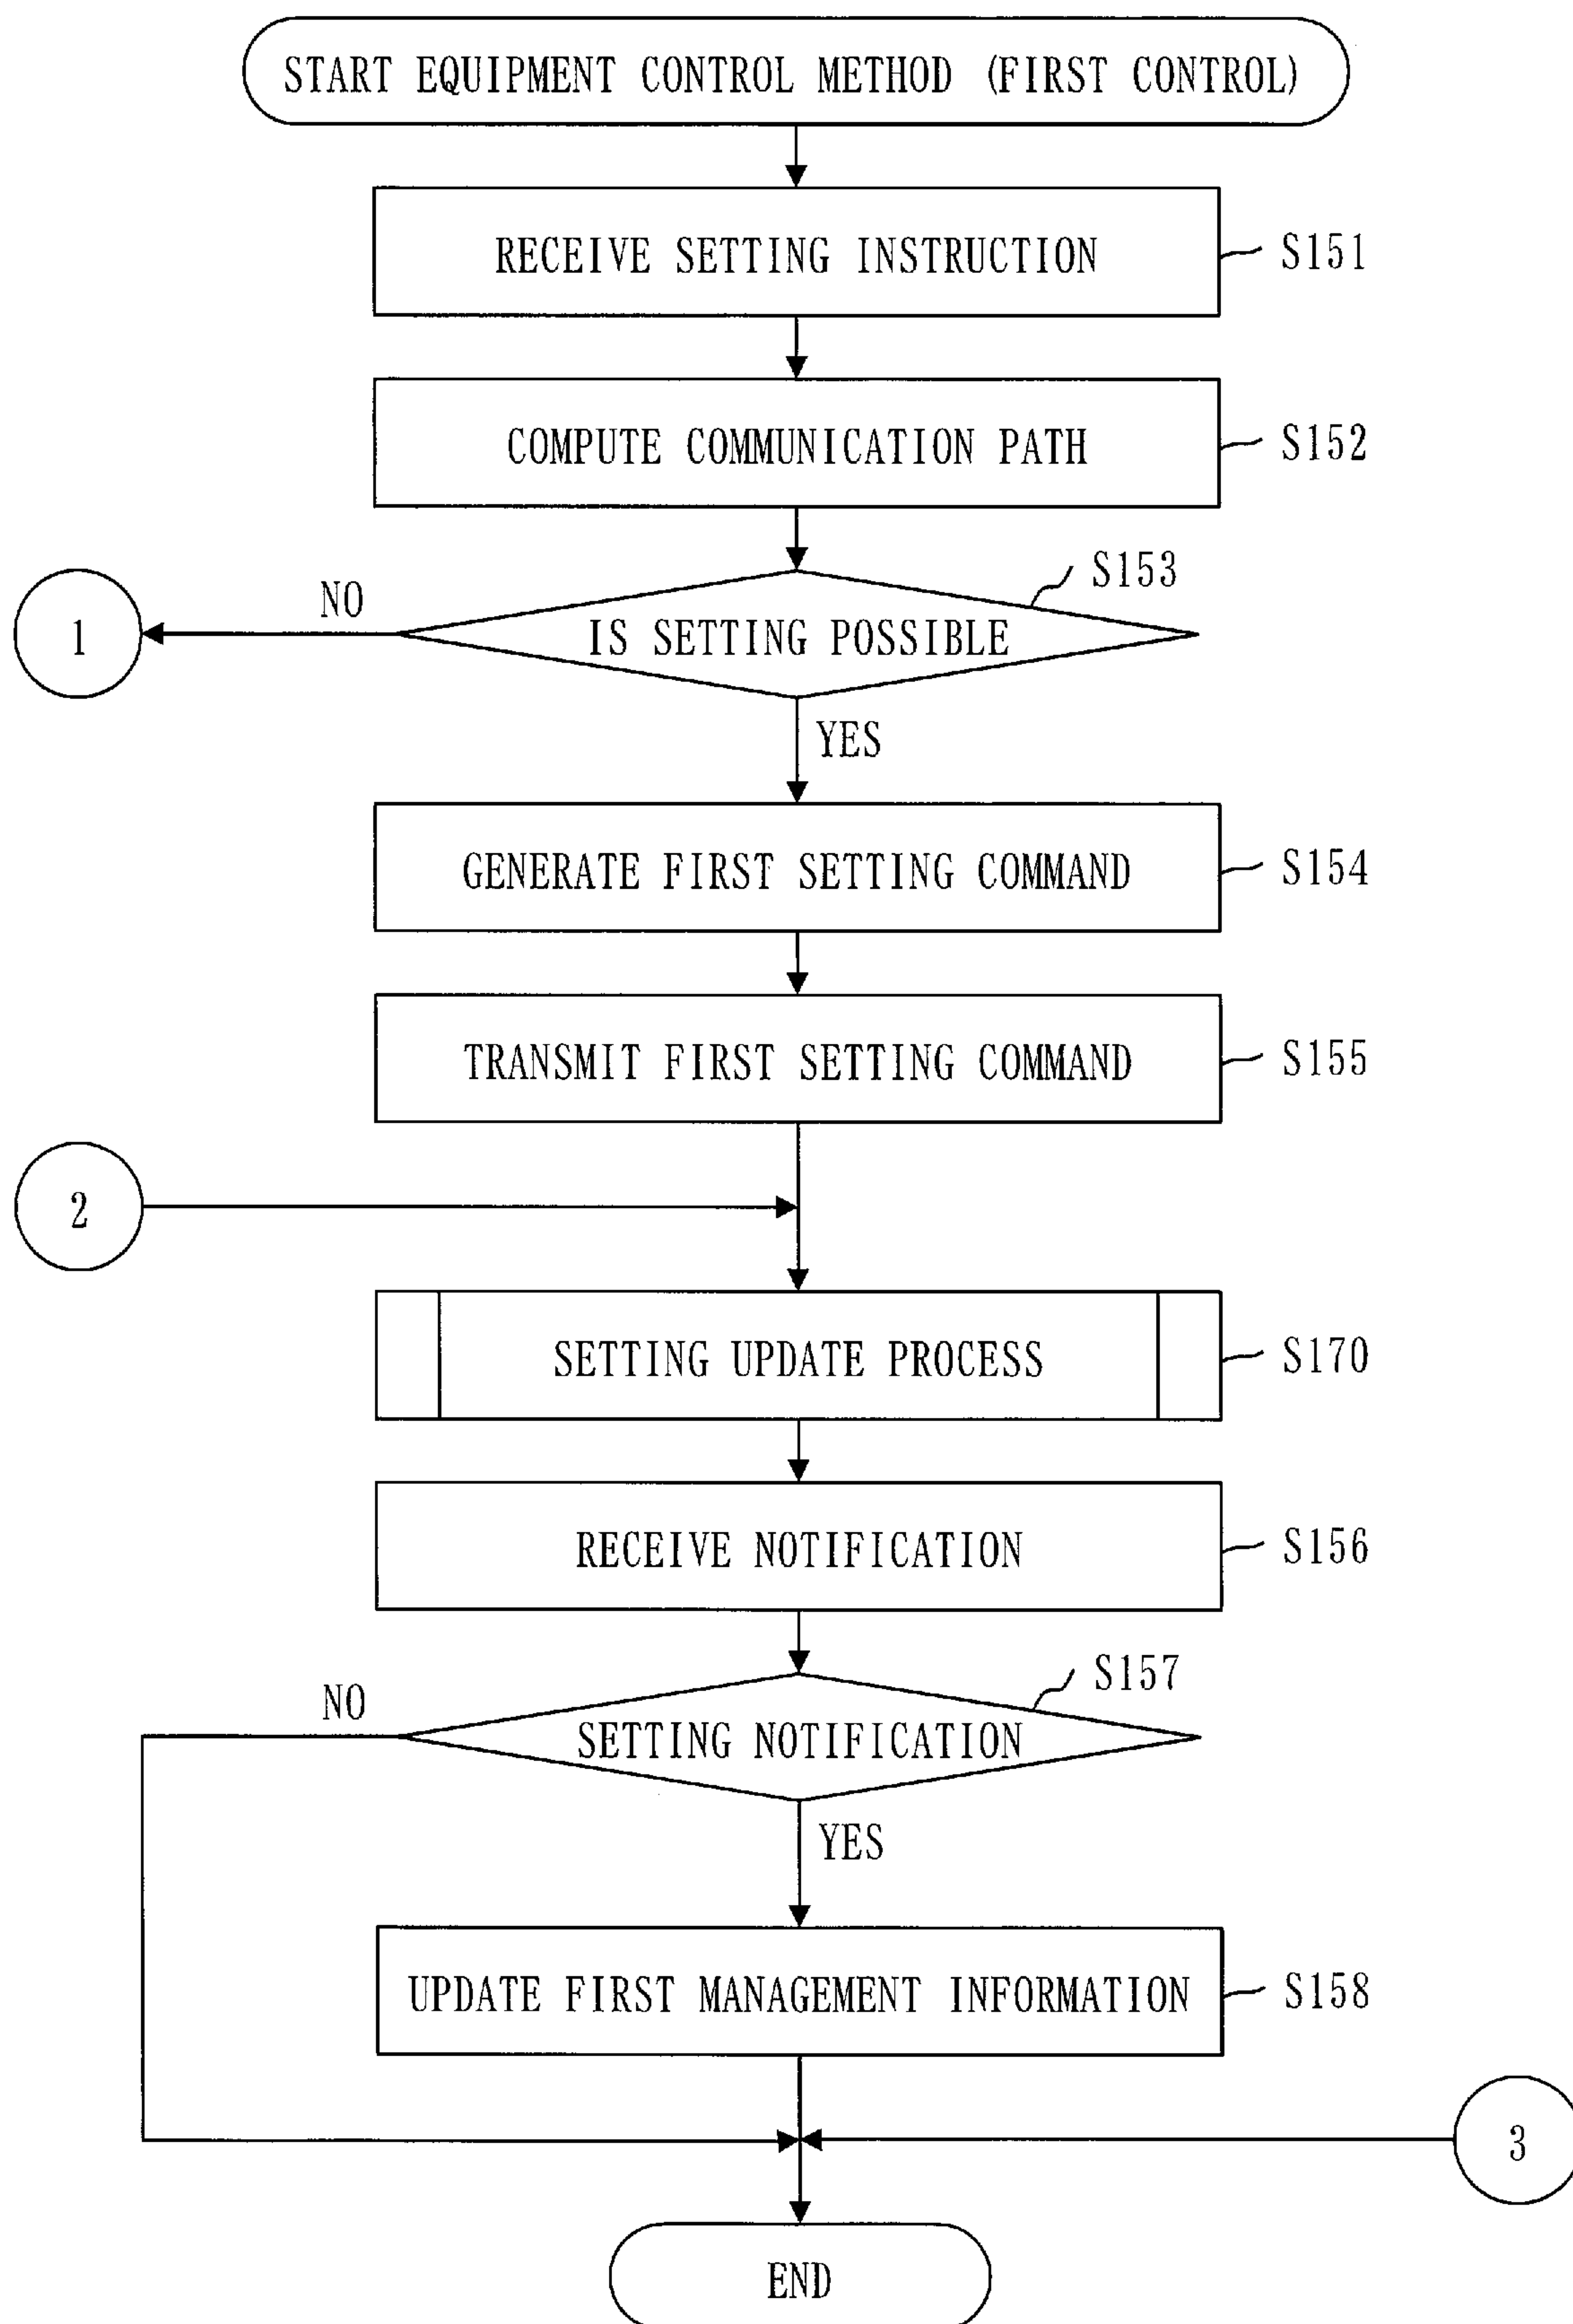 START EQUIPMENT CONTROL METHOD (FIRST CONTROL)
RECEIVE SETTING INSTRUCTION
S151
COMPUTE COMMUNICATION PATH
S152
S153
NO
1
IS SETTING POSSIBLE
YES
GENERATE FIRST SETTING COMMAND
S154
TRANSMIT FIRST SETTING COMMAND
S155
2
SETTING UPDATE PROCESS
S170
RECEIVE NOTIFICATION
S156
S157
NO
SETTING NOTIFICATION
YES
UPDATE FIRST MANAGEMENT INFORMATION
S158
3
END